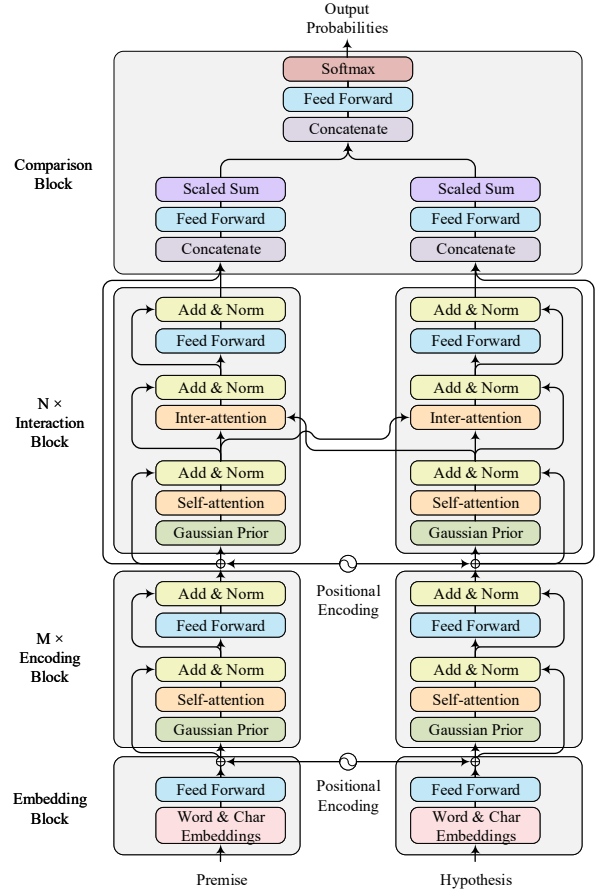 Output
Probabilities
Softmax
Feed Forward
Concatenate
Comparison
Block
Scaled Sum
Scaled Sum
Feed Forward
Feed Forward
Concatenate
Concatenate
Add & Norm
Add & Norm
Feed Forward
Feed Forward
N ×
Interaction
Block
Add & Norm
Add & Norm
Inter-attention
Inter-attention
Add & Norm
Add & Norm
Self-attention
Self-attention
Gaussian Prior
Gaussian Prior
Positional
Encoding
M ×
Encoding
Block
Add & Norm
Add & Norm
Feed Forward
Feed Forward
Add & Norm
Add & Norm
Self-attention
Self-attention
Gaussian Prior
Gaussian Prior
Positional
Encoding
Embedding
Block
Feed Forward
Feed Forward
Word & Char
Embeddings
Word & Char
Embeddings
Premise
Hypothesis